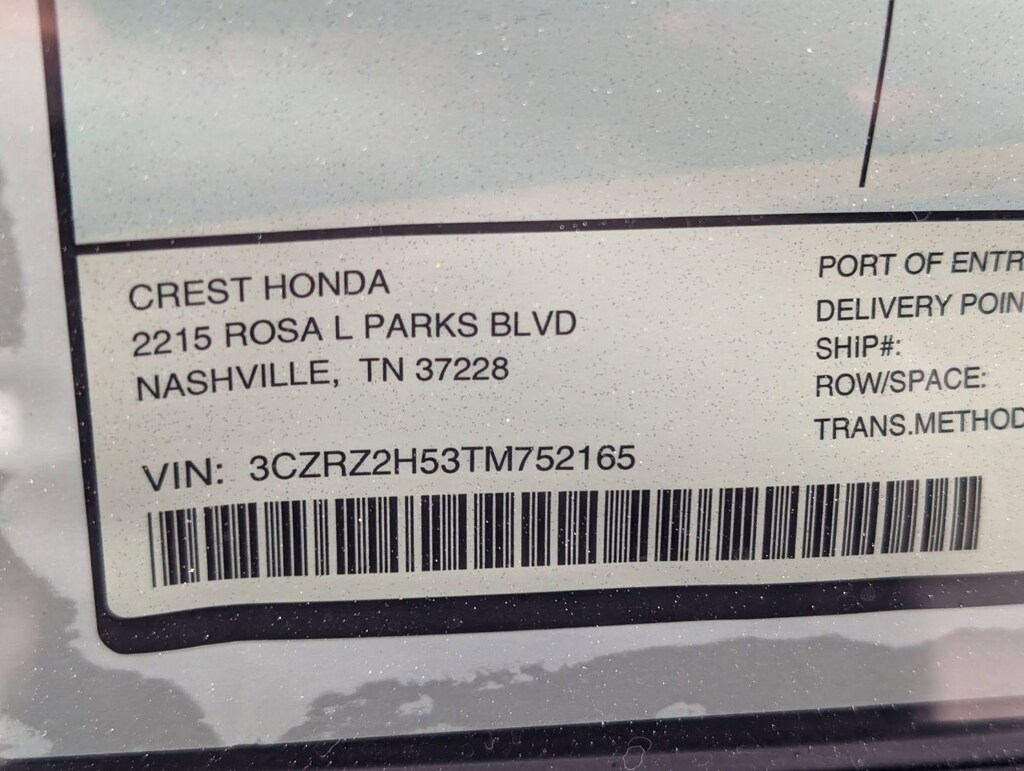 CREST HONDA
2215 ROSA L PARKS BLVD
NASHVILLE, TN 37228
VIN: 3CZRZ2H53TM752165
PORT OF ENTR
DELIVERY POIN
SHIP#:
ROW/SPACE:
TRANS.METHOD